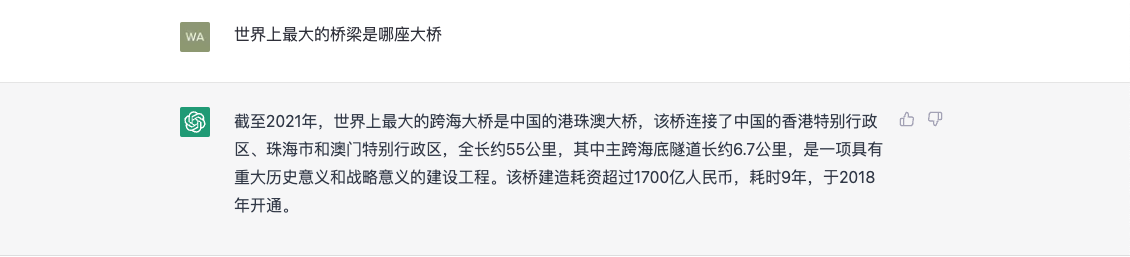 WA
世界上最大的桥梁是哪座大桥
截至2021年，世界上最大的跨海大桥是中国的港珠澳大桥，该桥连接了中国的香港特别行政
区、珠海市和澳门特别行政区，全长约55公里，其中主跨海底隧道长约6.7公里，是一项具有
重大历史意义和战略意义的建设工程。该桥建造耗资超过1700亿人民币，耗时9年，于2018
年开通。